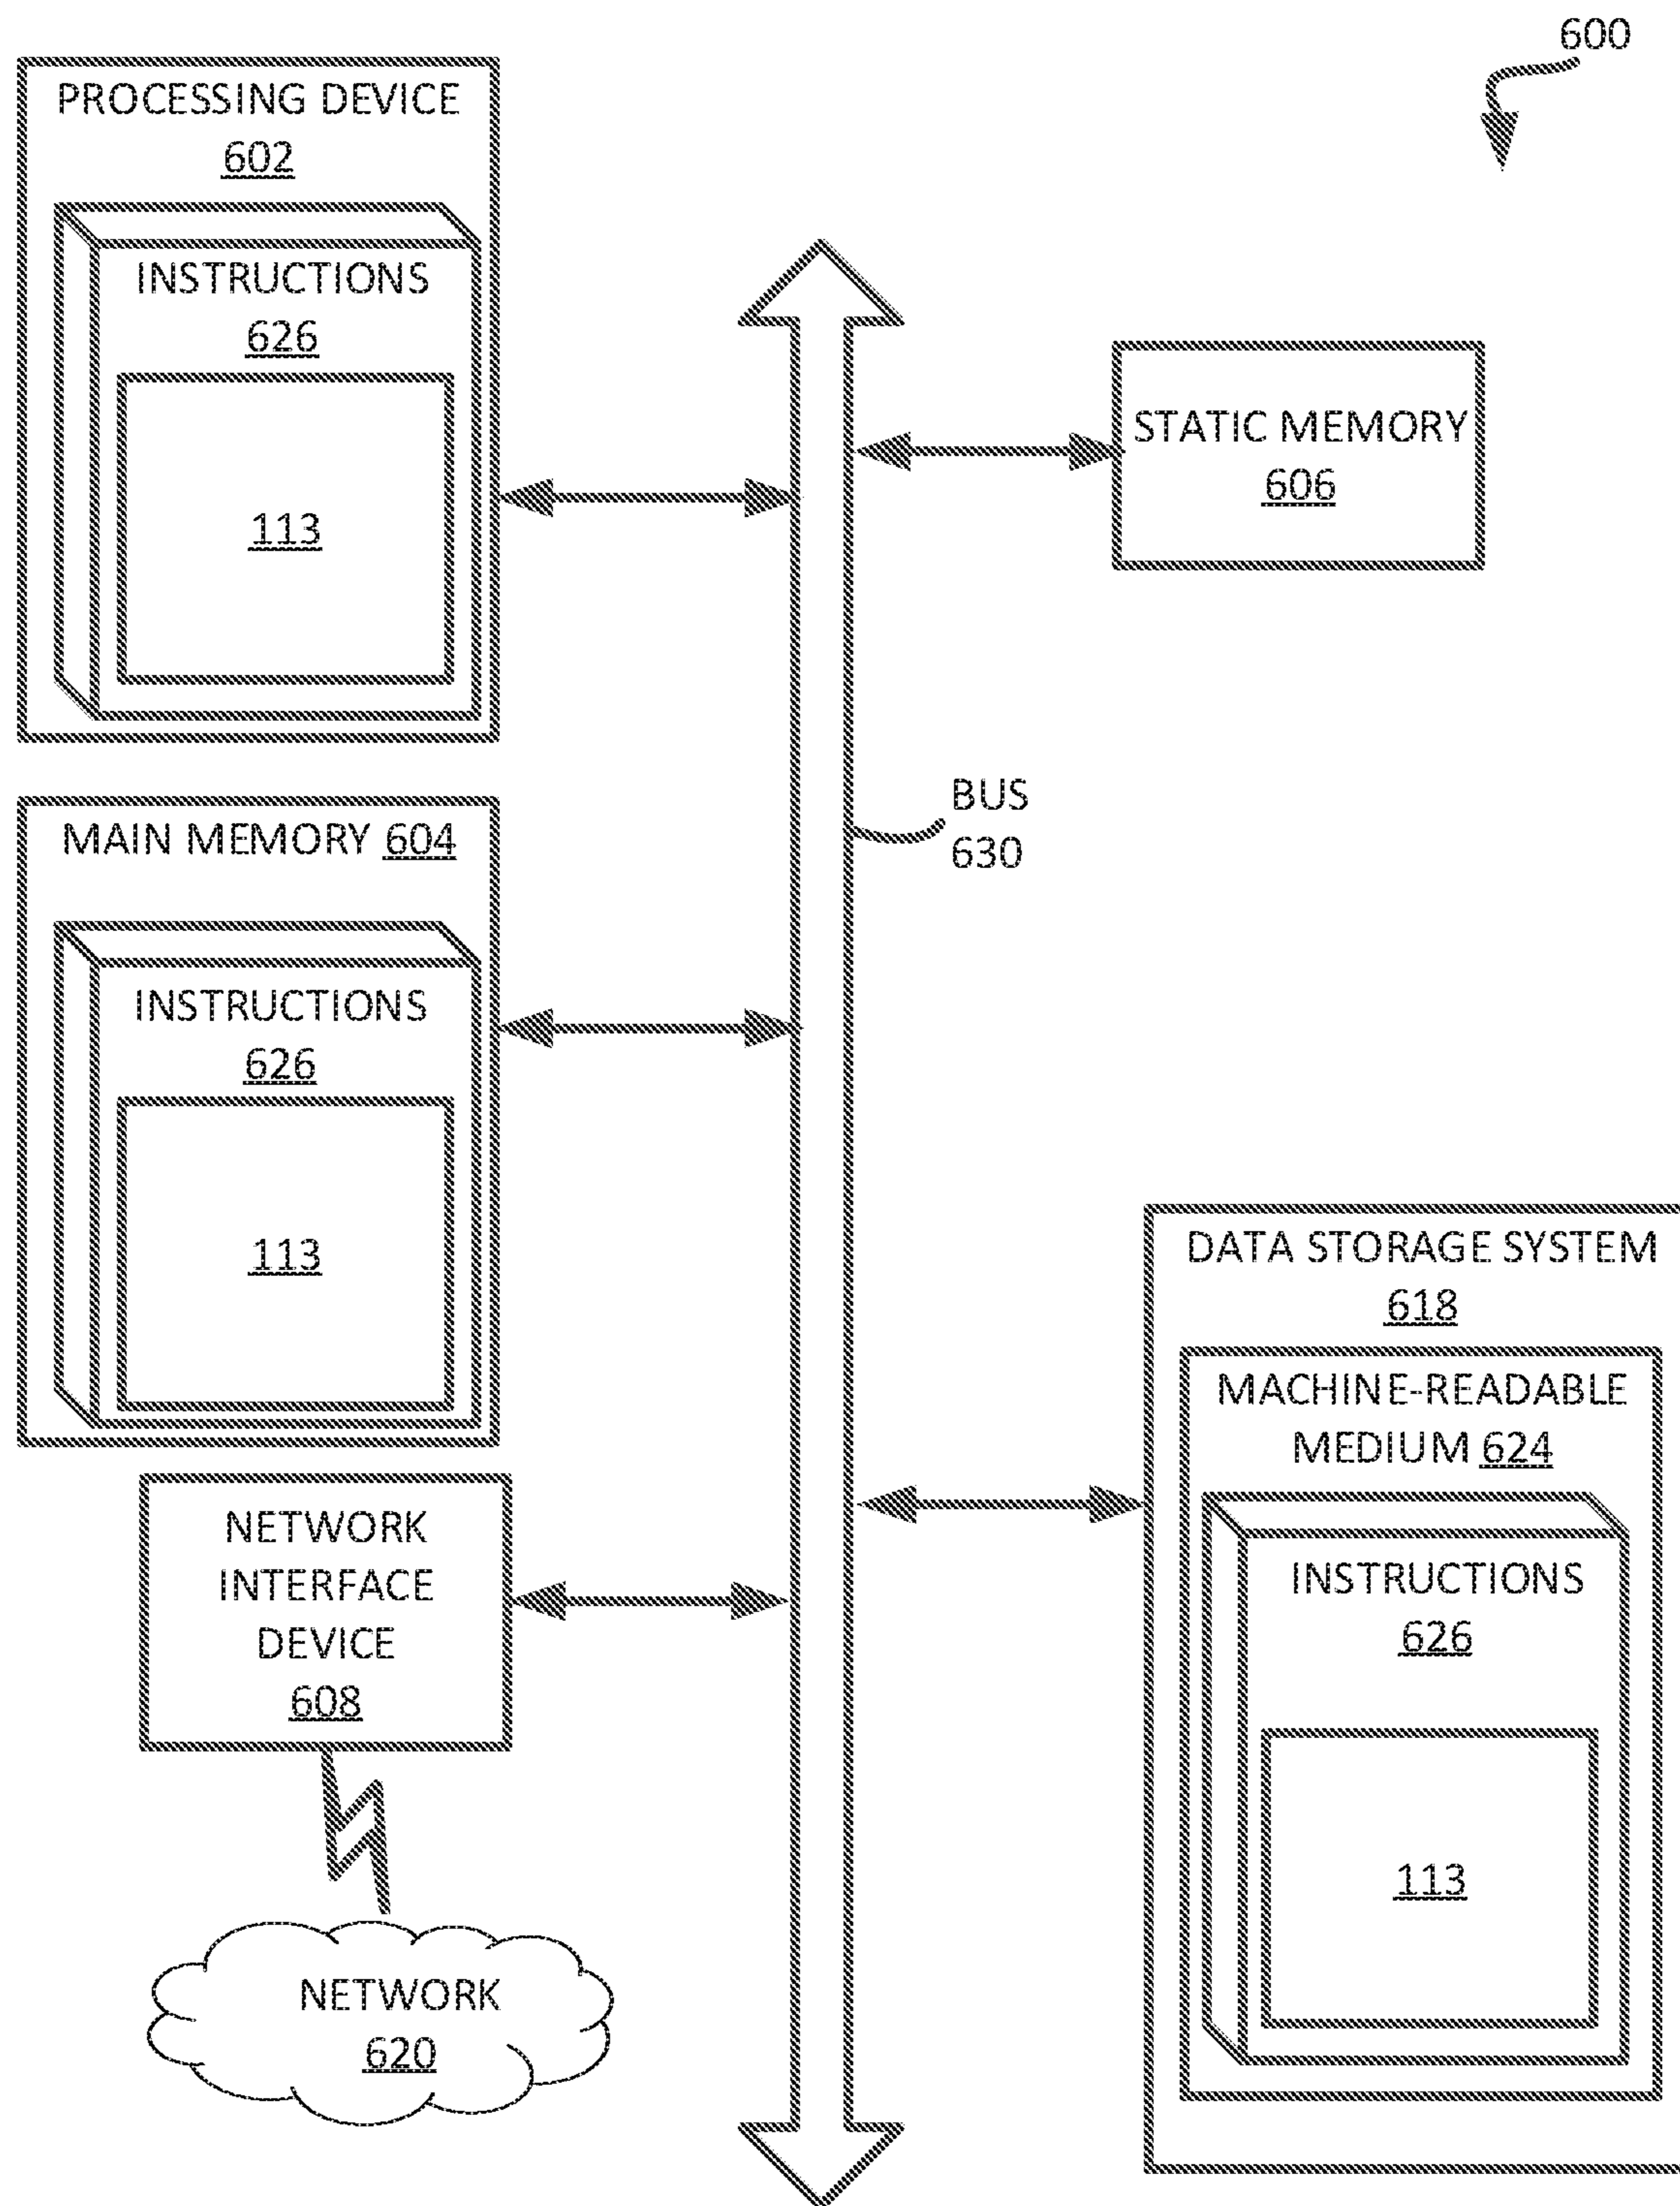 600
PROCESSING DEVICE
602
INSTRUCTIONS
626
113
STATIC MEMORY
606
BUS
630
MAIN MEMORY 604
INSTRUCTIONS
626
113
DATA STORAGE SYSTEM
618
MACHINE-READABLE
MEDIUM 624
INSTRUCTIONS
626
113
NETWORK
INTERFACE
DEVICE
608
NETWORK
620